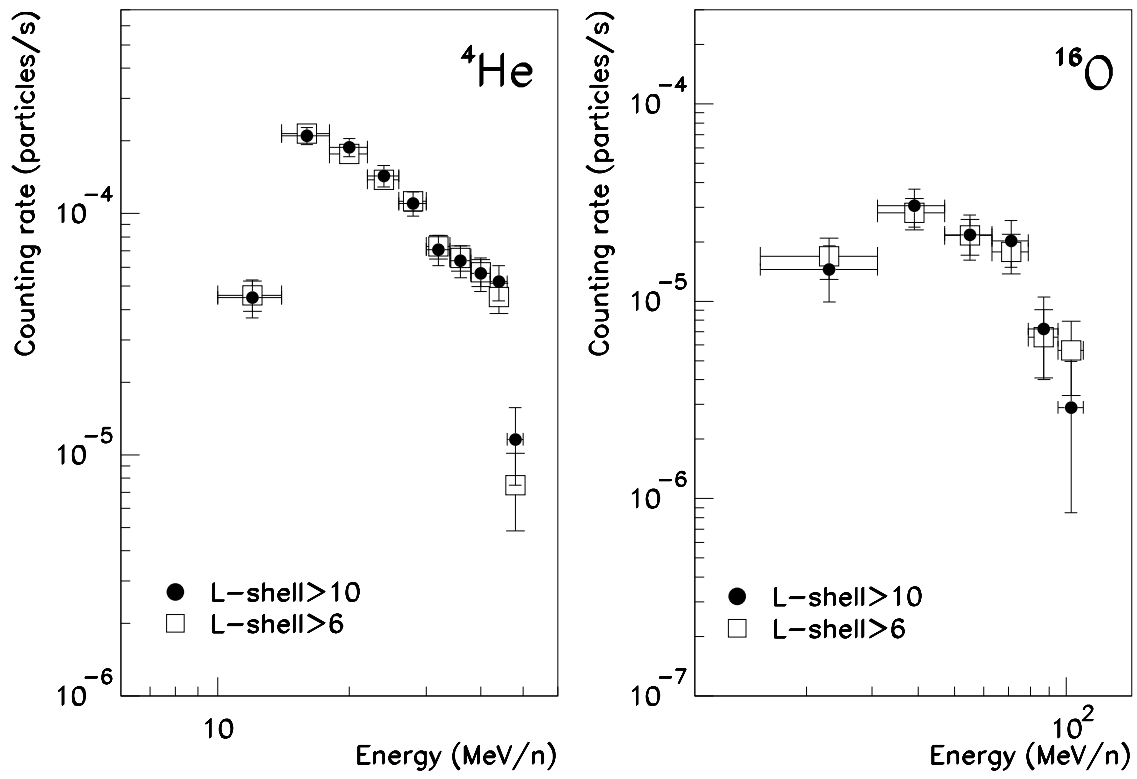 Counting rate (particles/s)
⁴He
10⁻⁴
10⁻⁵
10⁻⁶
L-shell>10
L-shell>6
10
Energy (MeV/n)
Counting rate (particles/s)
¹⁶O
10⁻⁴
10⁻⁵
10⁻⁶
10⁻⁷
L-shell>10
L-shell>6
10²
Energy (MeV/n)